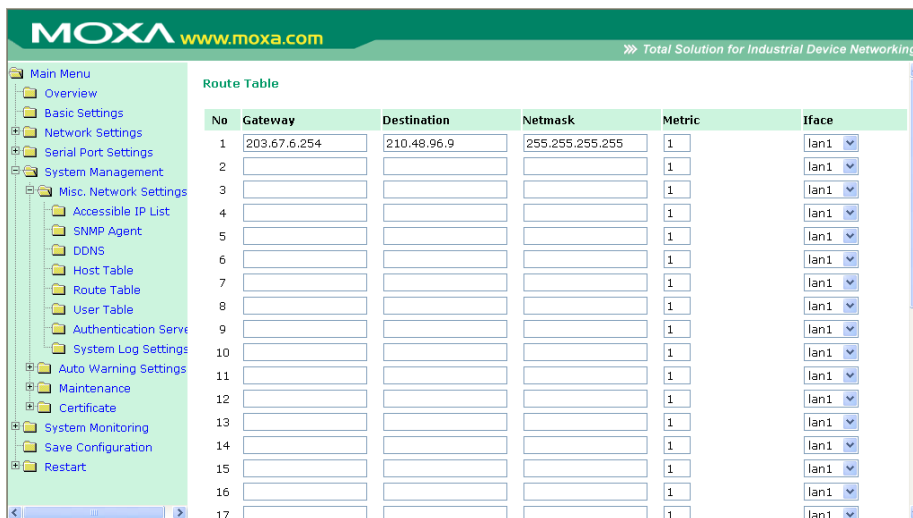 MOXA www.moxa.com
Total Solution for Industrial Device Networking
Main Menu
Overview
Basic Settings
Network Settings
Serial Port Settings
System Management
Misc. Network Settings
Accessible IP List
SNMP Agent
DDNS
Host Table
Route Table
User Table
Authentication Serve
System Log Settings
Auto Warning Settings
Maintenance
Certificate
System Monitoring
Save Configuration
Restart
Route Table
No Gateway Destination Netmask Metric Iface
1 203.67.6.254 210.48.96.9 255.255.255.255 1 lan1
2 1 lan1
3 1 lan1
4 1 lan1
5 1 lan1
6 1 lan1
7 1 lan1
8 1 lan1
9 1 lan1
10 1 lan1
11 1 lan1
12 1 lan1
13 1 lan1
14 1 lan1
15 1 lan1
16 1 lan1
17 1 lan1